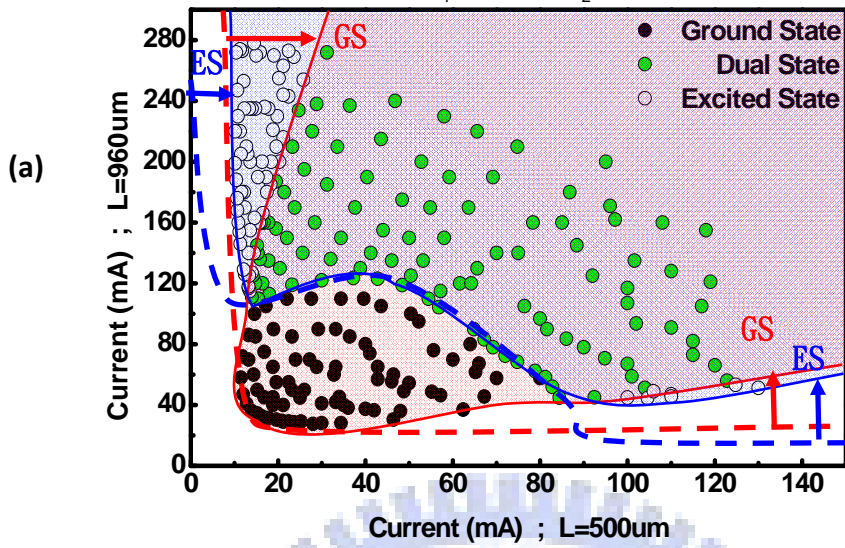 (a)
Current (mA) ; L=960um
280
240
200
160
120
80
40
0
ES
GS
Ground State
Dual State
Excited State
GS
ES
0 20 40 60 80 100 120 140
Current (mA) ; L=500um